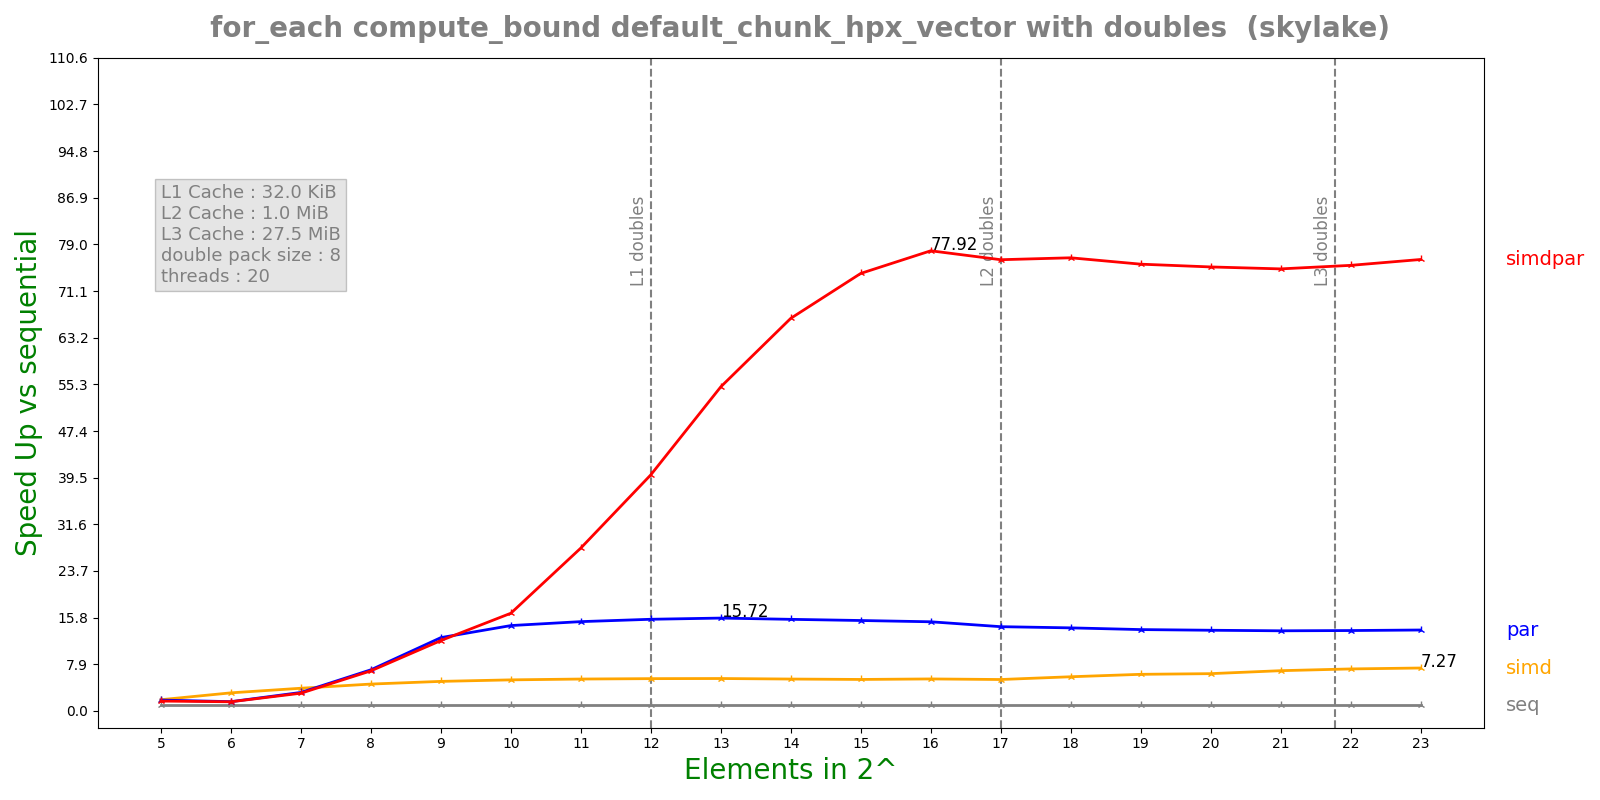 for_each compute_bound default_chunk_hpx_vector with doubles  (skylake)
Speed Up vs sequential
110.6
102.7
94.8
86.9
79.0
71.1
63.2
55.3
47.4
39.5
31.6
23.7
15.8
7.9
0.0
L1 Cache : 32.0 KiB
L2 Cache : 1.0 MiB
L3 Cache : 27.5 MiB
double pack size : 8
threads : 20
L1 doubles
L2 doubles
L3 doubles
77.92
15.72
7.27
simdpar
par
simd
seq
5 6 7 8 9 10 11 12 13 14 15 16 17 18 19 20 21 22 23
Elements in 2^